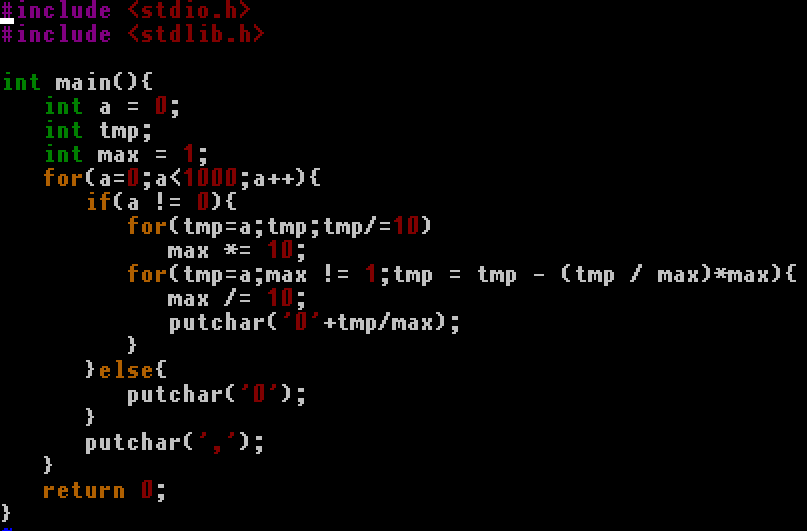 #include <stdio.h>
#include <stdlib.h>

int main(){
   int a = 0;
   int tmp;
   int max = 1;
   for(a=0;a<1000;a++){
      if(a != 0){
         for(tmp=a;tmp;tmp/=10)
            max *= 10;
         for(tmp=a;max != 1;tmp = tmp - (tmp / max)*max){
            max /= 10;
            putchar('0'+tmp/max);
         }
      }else{
         putchar('0');
      }
      putchar(',');
   }
   return 0;
}
~